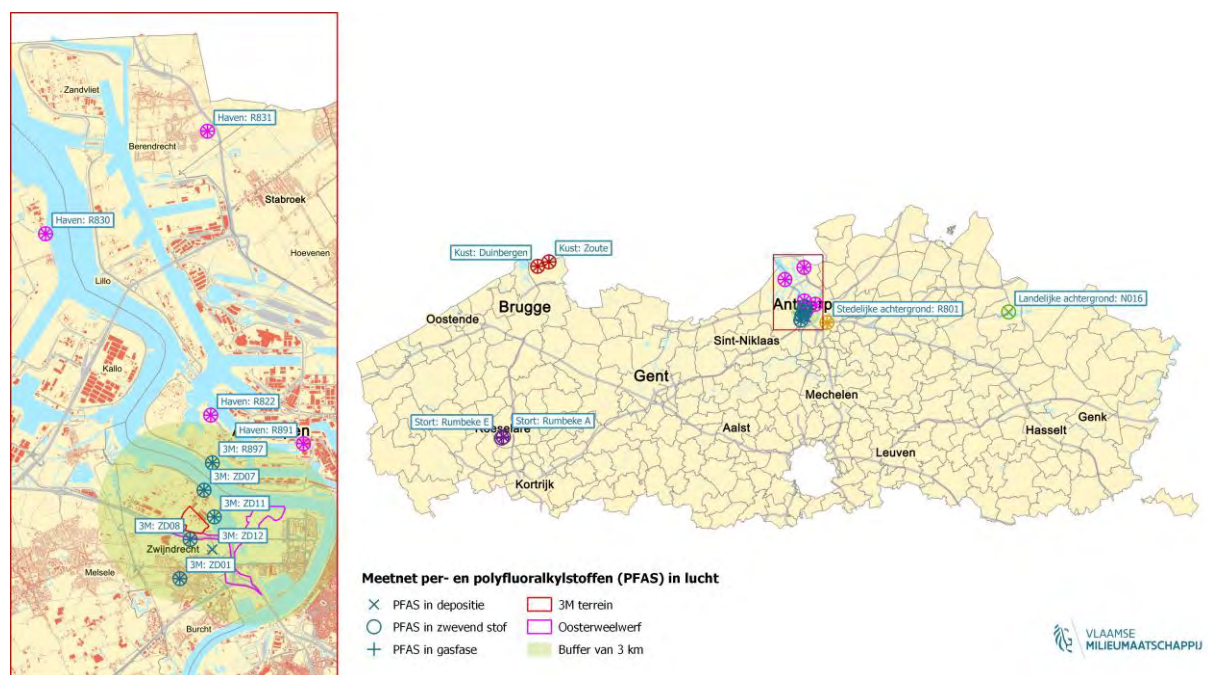 Zandvliet
Haven: R831
Berendrecht
Stabroek
Haven: R830
Hoevenen
Lillo
Kallo
Haven: R822
Haven: R891
3M: R897
3M: ZD07
3M: ZD11
3M: ZD08
3M: ZD12
Zwijndrecht
3M: ZD01
Melsele
Burcht
Kust: Duinbergen
Kust: Zoute
Brugge
Oostende
Landelijke achtergrond: N016
Stedelijke achtergrond: R801
Sint-Niklaas
Gent
Mechelen
Stort: Rumbeke E
Stort: Rumbeke A
Aalst
Genk
Hasselt
Leuven
Kortrijk
Meetnet per- en polyfluoralkylstoffen (PFAS) in lucht
PFAS in depositie
3M terrein
PFAS in zwevend stof
Oosterweelwerf
PFAS in gasfase
Buffer van 3 km
VLAAMSE
MILIEUMAATSCHAPPIJ